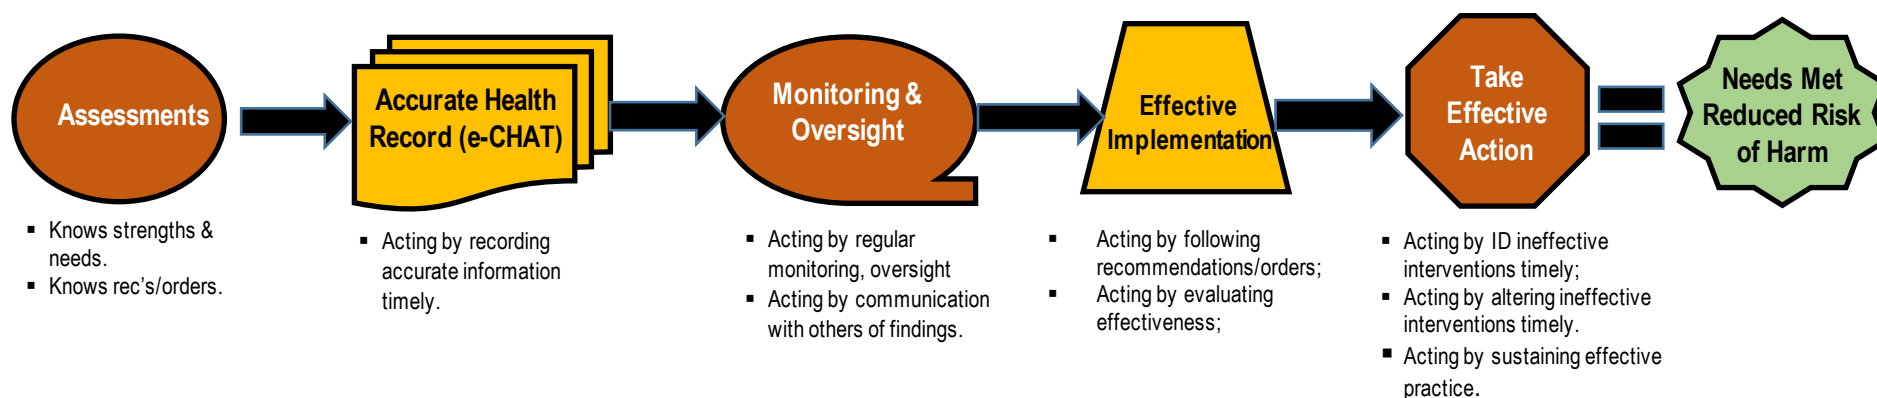 Assessments
Accurate Health
Record (e-CHAT)
Monitoring &
Oversight
Effective
Implementation
Take
Effective
Action
Needs Met
Reduced Risk
of Harm
▪ Knows strengths &
needs.
▪ Knows rec's/orders.
▪ Acting by recording
accurate information
timely.
▪ Acting by regular
monitoring, oversight
▪ Acting by communication
with others of findings.
▪ Acting by following
recommendations/orders;
▪ Acting by evaluating
effectiveness;
▪ Acting by ID ineffective
interventions timely;
▪ Acting by altering ineffective
interventions timely.
▪ Acting by sustaining effective
practice.